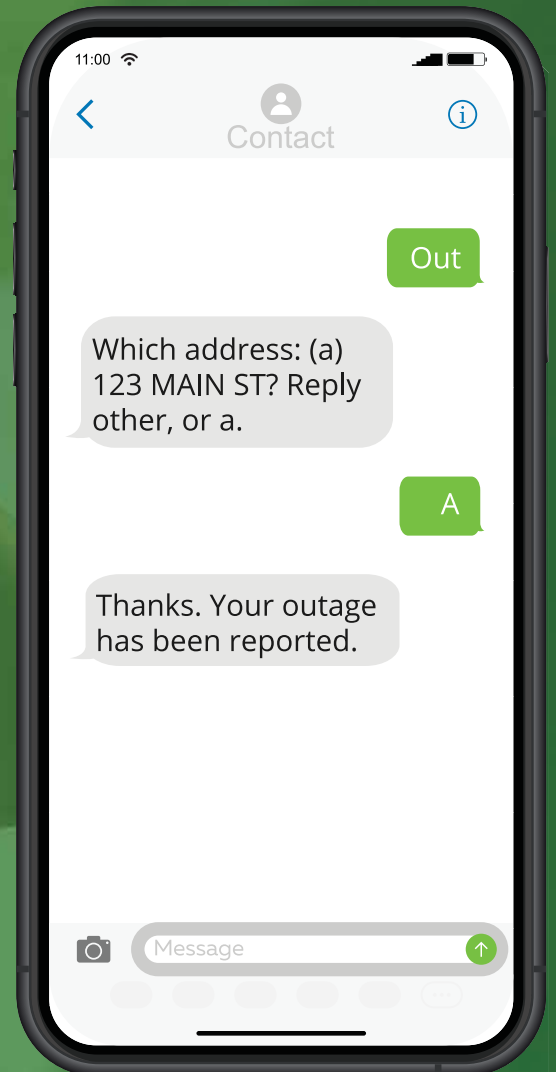 11:00
Contact
Out
Which address: (a)
123 MAIN ST? Reply
other, or a.
A
Thanks. Your outage
has been reported.
Message